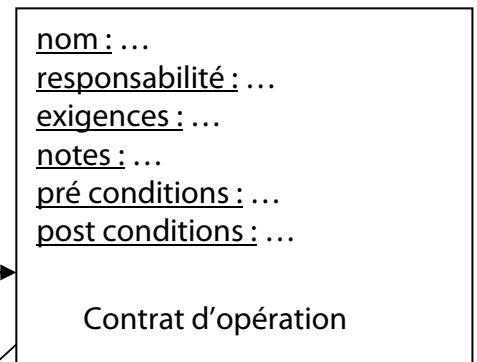 nom : …
responsabilité : …
exigences : …
notes : …
pré conditions : …
post conditions : …
Contrat d’opération